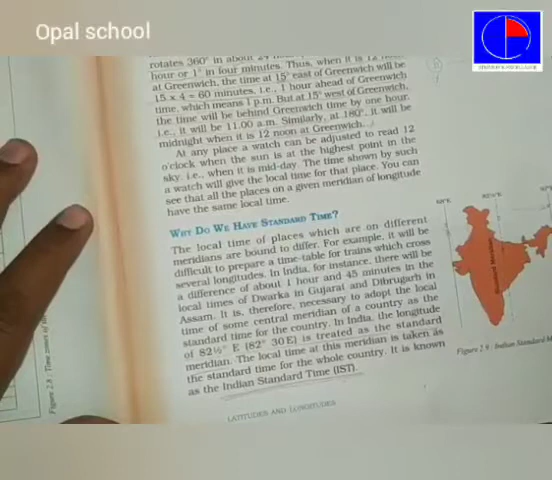 Opal school
rotates 360° in about 24
hour or 1° in four minutes. Thus, when it is 12
at Greenwich, the time at 15° east of Greenwich will be
15 x 4 = 60 minutes, i.e., 1 hour ahead of Greenwich
time, which means 1 p.m. But at 15° west of Greenwich,
the time will be behind Greenwich time by one hour,
i.e., it will be 11.00 a.m. Similarly, at 180°, it will be
midnight when it is 12 noon at Greenwich.
At any place a watch can be adjusted to read 12
o'clock when the sun is at the highest point in the
sky, i.e., when it is mid-day. The time shown by such
a watch will give the local time for that place. You can
see that all the places on a given meridian of longitude
have the same local time.
WHY DO WE HAVE STANDARD TIME?
The local time of places which are on different
meridians are bound to differ. For example, it will be
difficult to prepare a time-table for trains which cross
several longitudes. In India, for instance, there will be
a difference of about 1 hour and 45 minutes in the
local times of Dwarka in Gujarat and Dibrugarh in
Assam. It is, therefore, necessary to adopt the local
time of some central meridian of a country as the
standard time for the country. In India, the longitude
of 82½° E (82° 30'E) is treated as the standard
meridian. The local time at this meridian is taken as
the standard time for the whole country. It is known
as the Indian Standard Time (IST).
LATITUDES AND LONGITUDES
Standard Meridian
Figure 2.9 : Indian Standard
Figure 2.8 : Time zones of